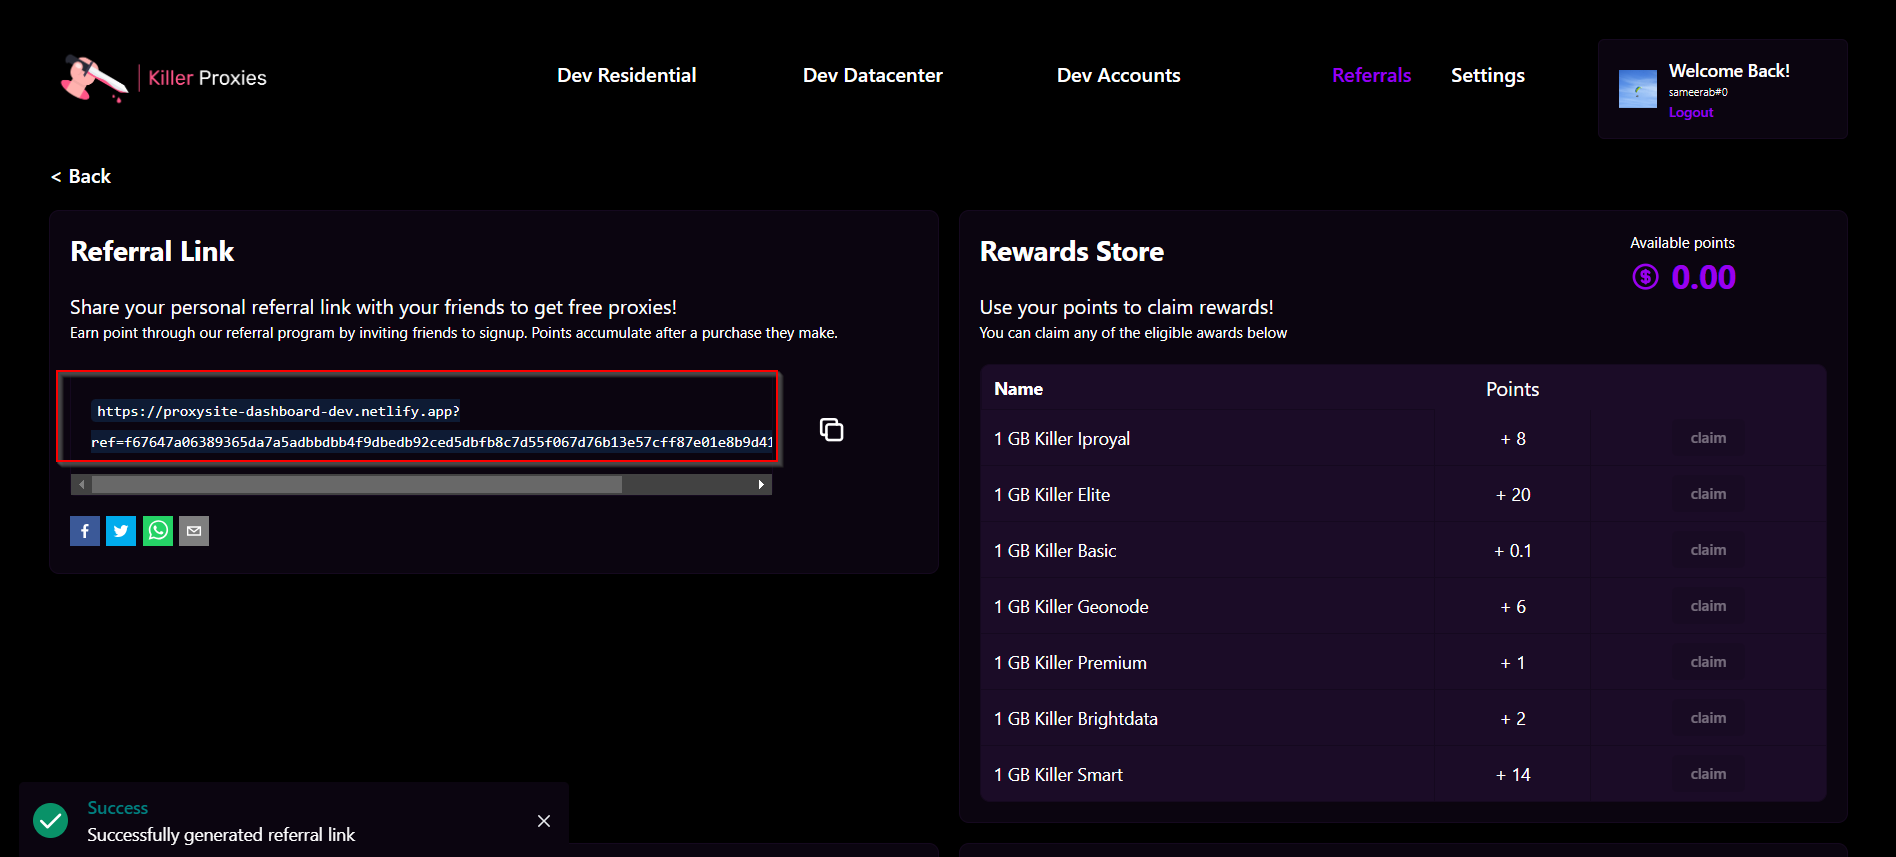 Killer Proxies
Dev Residential
Dev Datacenter
Dev Accounts
Referrals
Settings
Welcome Back!
sameerab#0
Logout
< Back
Referral Link
Share your personal referral link with your friends to get free proxies!
Earn point through our referral program by inviting friends to signup. Points accumulate after a purchase they make.
https://proxysite-dashboard-dev.netlify.app?
ref=f67647a06389365da7a5adbbdbb4f9dbedb92ced5dbfb8c7d55f067d76b13e57cff87e01e8b9d41
Rewards Store
Available points
$ 0.00
Use your points to claim rewards!
You can claim any of the eligible awards below
Name Points
1 GB Killer Iproyal + 8 claim
1 GB Killer Elite + 20 claim
1 GB Killer Basic + 0.1 claim
1 GB Killer Geonode + 6 claim
1 GB Killer Premium + 1 claim
1 GB Killer Brightdata + 2 claim
1 GB Killer Smart + 14 claim
Success
Successfully generated referral link